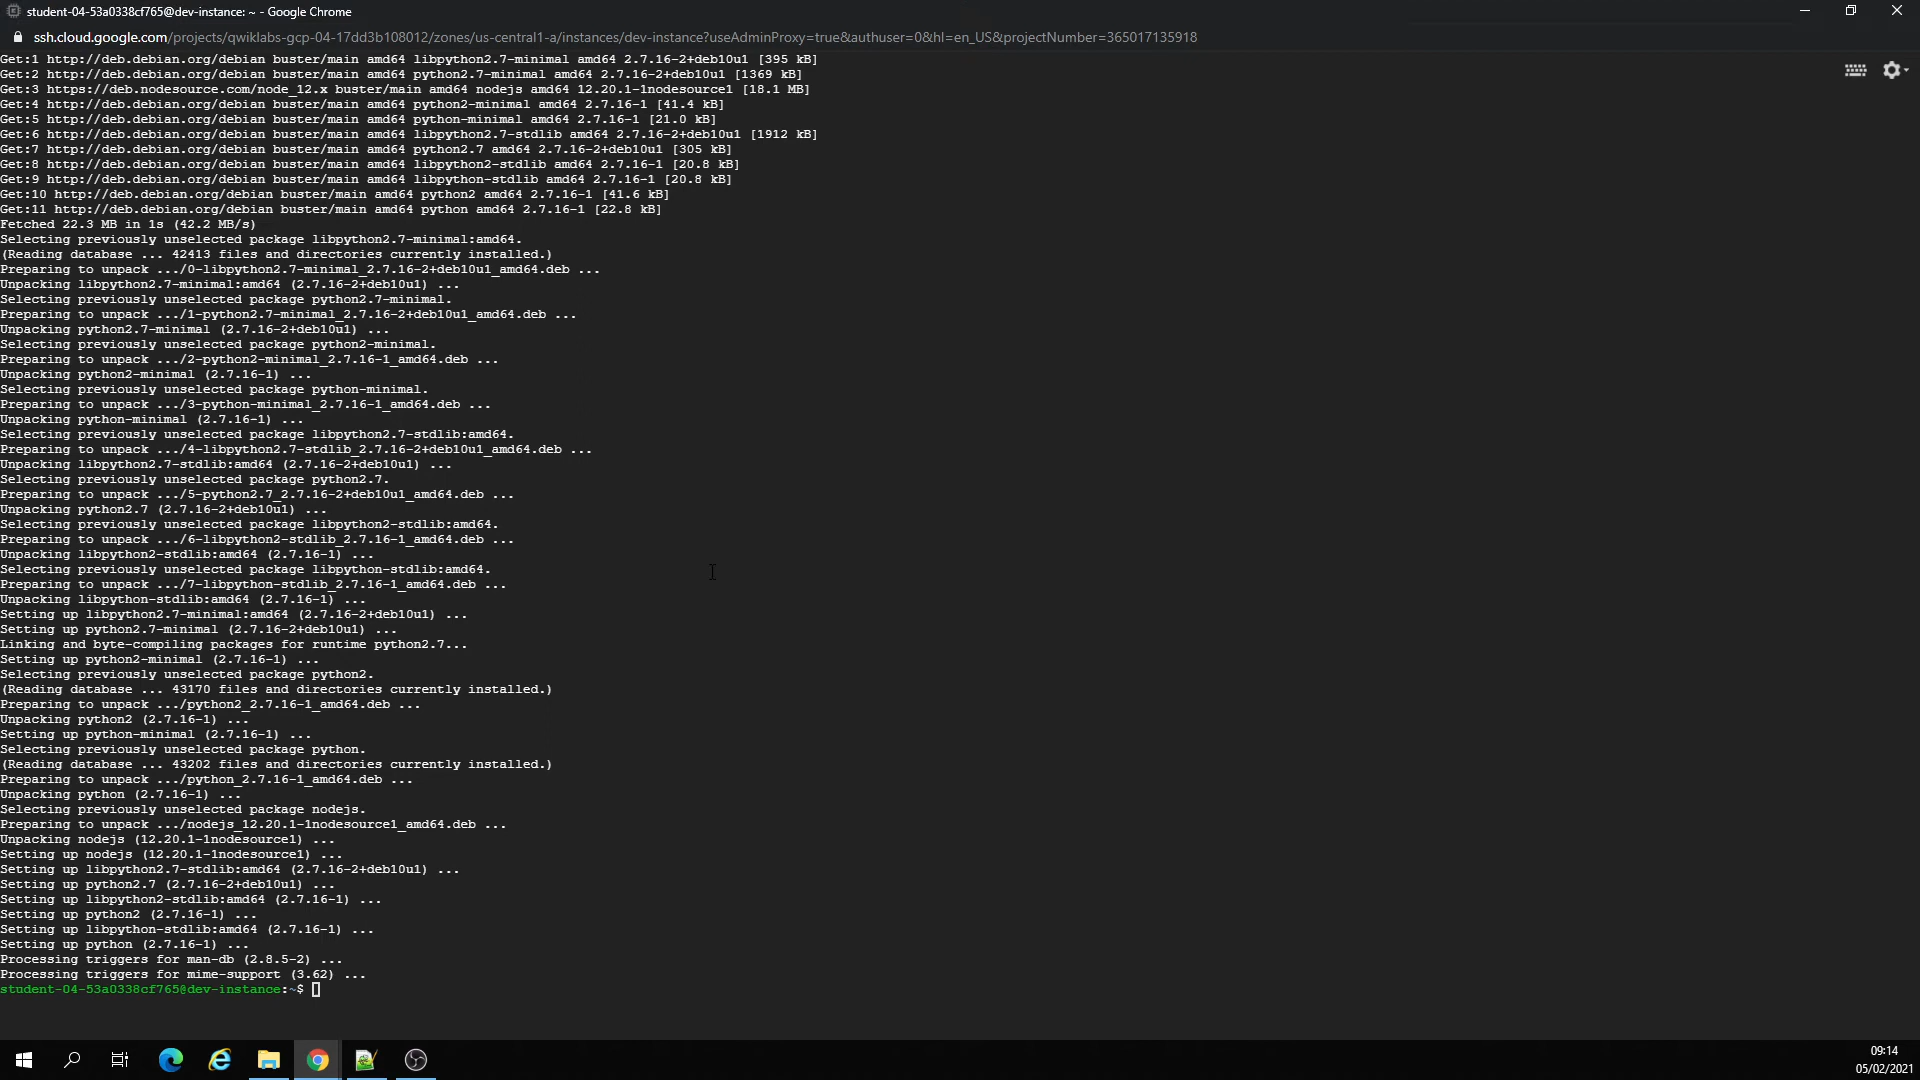 student-04-53a0338cf765@dev-instance: ~ - Google Chrome
ssh.cloud.google.com/projects/qwiklabs-gcp-04-17dd3b108012/zones/us-central1-a/instances/dev-instance?useAdminProxy=true&authuser=0&hl=en_US&projectNumber=365017135918
Get:1 http://deb.debian.org/debian buster/main amd64 libpython2.7-minimal amd64 2.7.16-2+deb10u1 [395 kB]
Get:2 http://deb.debian.org/debian buster/main amd64 python2.7-minimal amd64 2.7.16-2+deb10u1 [1369 kB]
Get:3 https://deb.nodesource.com/node_12.x buster/main amd64 nodejs amd64 12.20.1-1nodesource1 [18.1 MB]
Get:4 http://deb.debian.org/debian buster/main amd64 python2-minimal amd64 2.7.16-1 [41.4 kB]
Get:5 http://deb.debian.org/debian buster/main amd64 python-minimal amd64 2.7.16-1 [21.0 kB]
Get:6 http://deb.debian.org/debian buster/main amd64 libpython2.7-stdlib amd64 2.7.16-2+deb10u1 [1912 kB]
Get:7 http://deb.debian.org/debian buster/main amd64 python2.7 amd64 2.7.16-2+deb10u1 [305 kB]
Get:8 http://deb.debian.org/debian buster/main amd64 libpython2-stdlib amd64 2.7.16-1 [20.8 kB]
Get:9 http://deb.debian.org/debian buster/main amd64 libpython-stdlib amd64 2.7.16-1 [20.8 kB]
Get:10 http://deb.debian.org/debian buster/main amd64 python2 amd64 2.7.16-1 [41.6 kB]
Get:11 http://deb.debian.org/debian buster/main amd64 python amd64 2.7.16-1 [22.8 kB]
Fetched 22.3 MB in 1s (42.2 MB/s)
Selecting previously unselected package libpython2.7-minimal:amd64.
(Reading database ... 42413 files and directories currently installed.)
Preparing to unpack .../0-libpython2.7-minimal_2.7.16-2+deb10u1_amd64.deb ...
Unpacking libpython2.7-minimal:amd64 (2.7.16-2+deb10u1) ...
Selecting previously unselected package python2.7-minimal.
Preparing to unpack .../1-python2.7-minimal_2.7.16-2+deb10u1_amd64.deb ...
Unpacking python2.7-minimal (2.7.16-2+deb10u1) ...
Selecting previously unselected package python2-minimal.
Preparing to unpack .../2-python2-minimal_2.7.16-1_amd64.deb ...
Unpacking python2-minimal (2.7.16-1) ...
Selecting previously unselected package python-minimal.
Preparing to unpack .../3-python-minimal_2.7.16-1_amd64.deb ...
Unpacking python-minimal (2.7.16-1) ...
Selecting previously unselected package libpython2.7-stdlib:amd64.
Preparing to unpack .../4-libpython2.7-stdlib_2.7.16-2+deb10u1_amd64.deb ...
Unpacking libpython2.7-stdlib:amd64 (2.7.16-2+deb10u1) ...
Selecting previously unselected package python2.7.
Preparing to unpack .../5-python2.7_2.7.16-2+deb10u1_amd64.deb ...
Unpacking python2.7 (2.7.16-2+deb10u1) ...
Selecting previously unselected package libpython2-stdlib:amd64.
Preparing to unpack .../6-libpython2-stdlib_2.7.16-1_amd64.deb ...
Unpacking libpython2-stdlib:amd64 (2.7.16-1) ...
Selecting previously unselected package libpython-stdlib:amd64.
Preparing to unpack .../7-libpython-stdlib_2.7.16-1_amd64.deb ...
Unpacking libpython-stdlib:amd64 (2.7.16-1) ...
Setting up libpython2.7-minimal:amd64 (2.7.16-2+deb10u1) ...
Setting up python2.7-minimal (2.7.16-2+deb10u1) ...
Linking and byte-compiling packages for runtime python2.7...
Setting up python2-minimal (2.7.16-1) ...
Selecting previously unselected package python2.
(Reading database ... 43170 files and directories currently installed.)
Preparing to unpack .../python2_2.7.16-1_amd64.deb ...
Unpacking python2 (2.7.16-1) ...
Setting up python-minimal (2.7.16-1) ...
Selecting previously unselected package python.
(Reading database ... 43202 files and directories currently installed.)
Preparing to unpack .../python_2.7.16-1_amd64.deb ...
Unpacking python (2.7.16-1) ...
Selecting previously unselected package nodejs.
Preparing to unpack .../nodejs_12.20.1-1nodesource1_amd64.deb ...
Unpacking nodejs (12.20.1-1nodesource1) ...
Setting up nodejs (12.20.1-1nodesource1) ...
Setting up libpython2.7-stdlib:amd64 (2.7.16-2+deb10u1) ...
Setting up python2.7 (2.7.16-2+deb10u1) ...
Setting up libpython2-stdlib:amd64 (2.7.16-1) ...
Setting up python2 (2.7.16-1) ...
Setting up libpython-stdlib:amd64 (2.7.16-1) ...
Setting up python (2.7.16-1) ...
Processing triggers for man-db (2.8.5-2) ...
Processing triggers for mime-support (3.62) ...
student-04-53a0338cf765@dev-instance:~$
09:14
05/02/2021